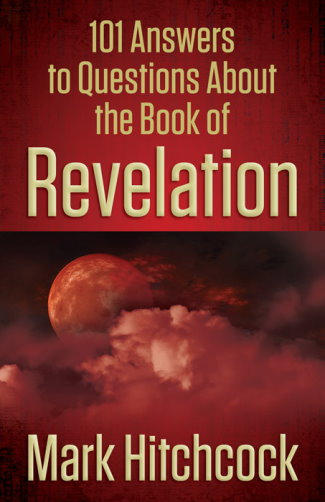 101 Answers
to Questions About
the Book of
Revelation
Mark Hitchcock